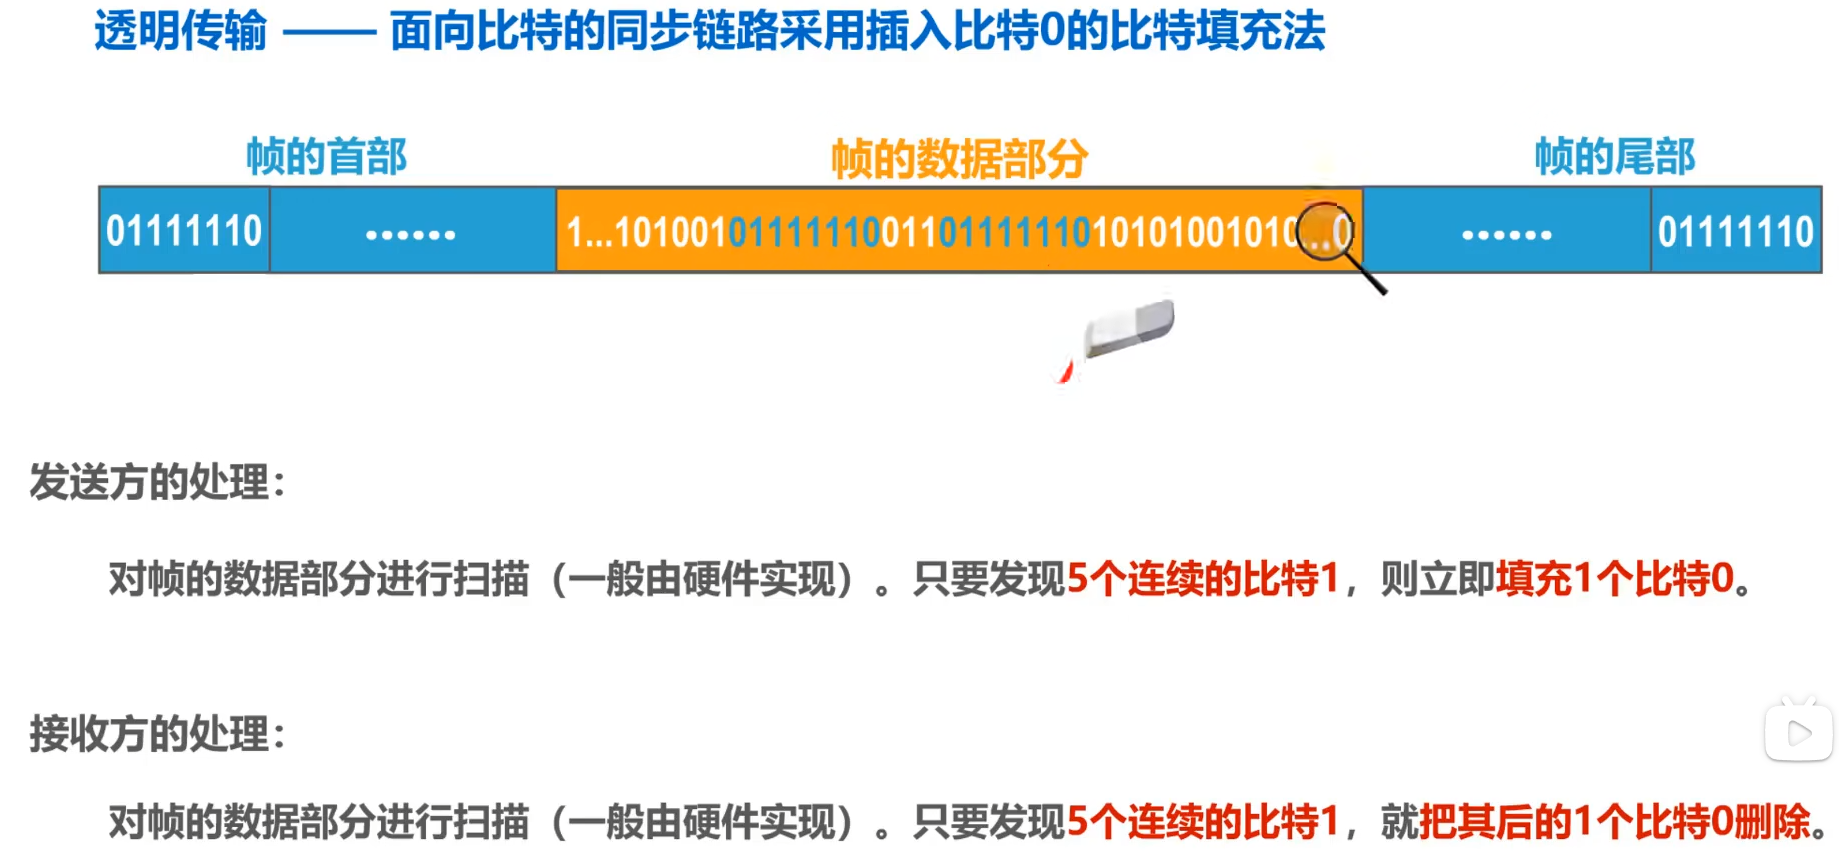 透明传输 —— 面向比特的同步链路采用插入比特0的比特填充法
帧的首部 帧的数据部分 帧的尾部
01111110 …… 1...1010010111111001101111111010101001010...0 …… 01111110
发送方的处理：
对帧的数据部分进行扫描（一般由硬件实现）。只要发现5个连续的比特1，则立即填充1个比特0。
接收方的处理：
对帧的数据部分进行扫描（一般由硬件实现）。只要发现5个连续的比特1，就把其后的1个比特0删除。